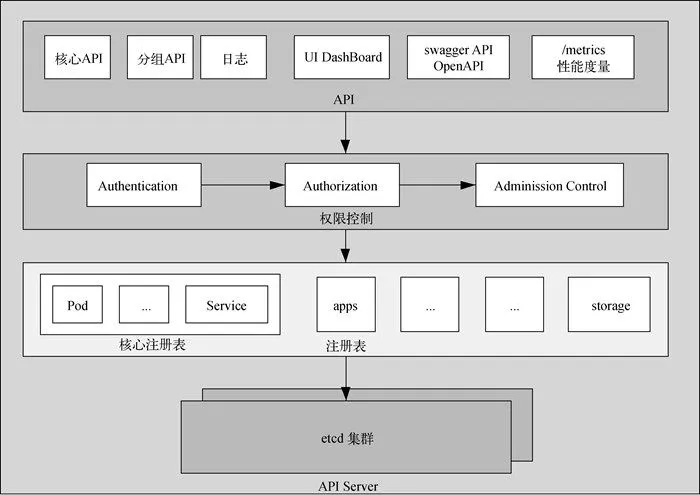 核心API
分组API
日志
UI DashBoard
swagger API
OpenAPI
/metrics
性能度量
API
Authentication
Authorization
Adminission Control
权限控制
Pod
...
Service
核心注册表
apps
...
...
storage
注册表
etcd 集群
API Server